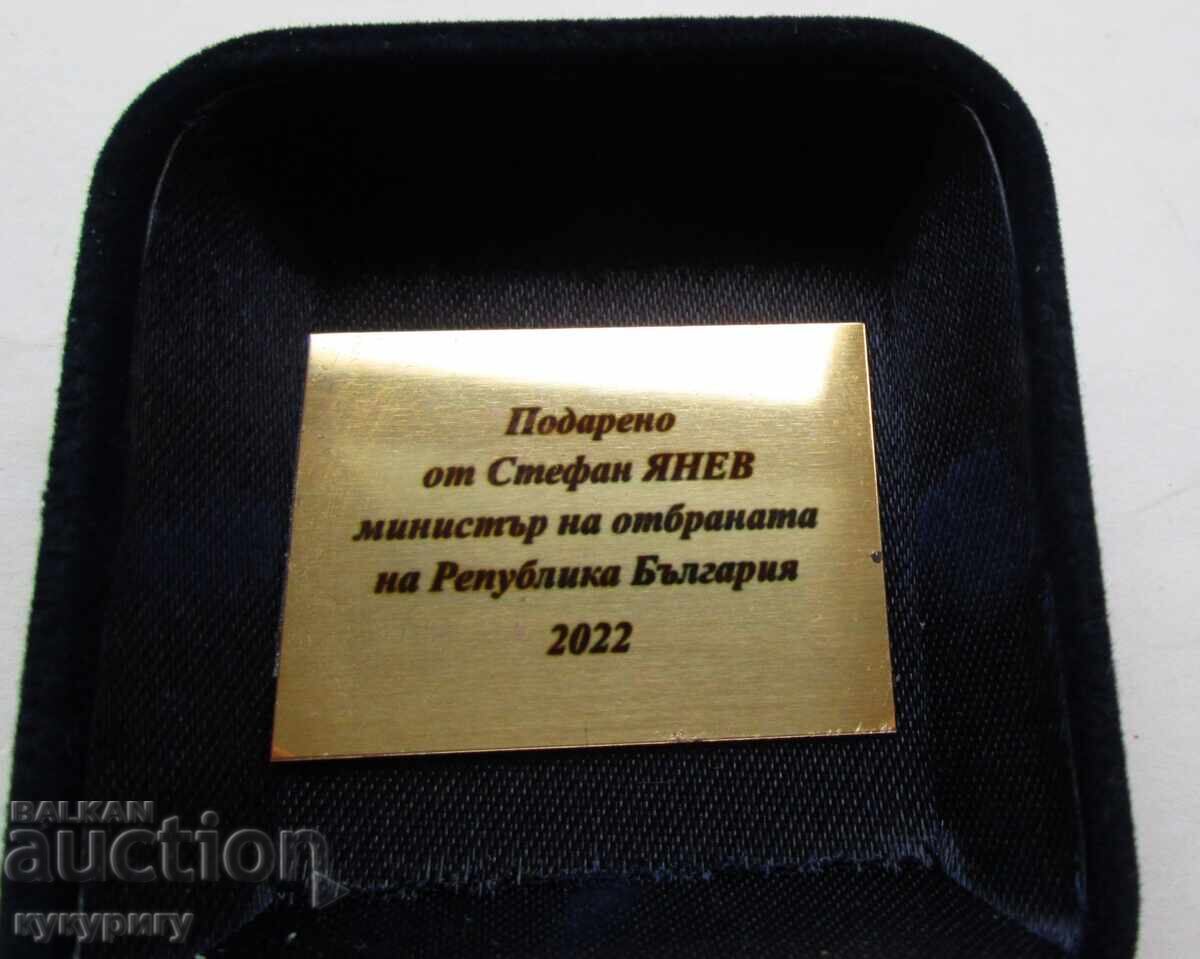 Подарено
от Стефан ЯНЕВ
министър на отбраната
на Република България
2022
BALKAN
auction
кукуригу